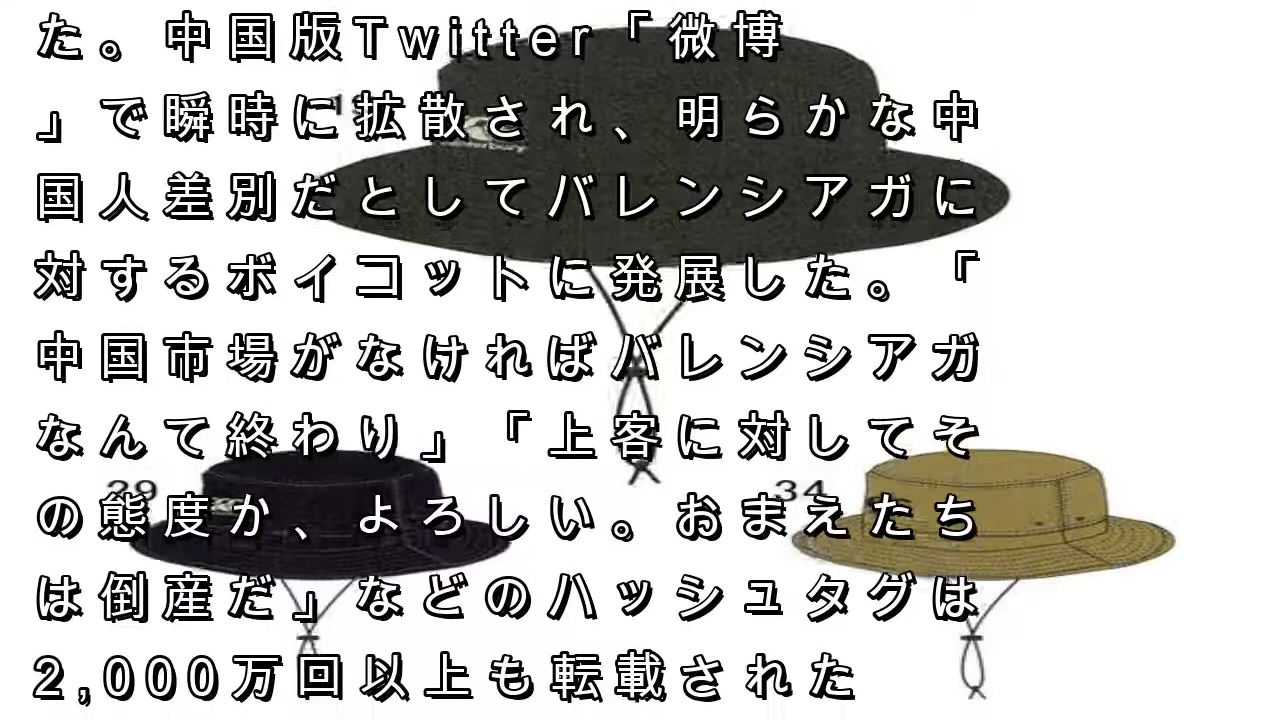 た。中国版Twitter「微博
」で瞬時に拡散され、明らかな中
国人差別だとしてバレンシアガに
対するボイコットに発展した。「
中国市場がなければバレンシアガ
なんて終わり」「上客に対してそ
の態度か、よろしい。おまえたち
は倒産だ」などのハッシュタグは
2,000万回以上も転載された
29
34